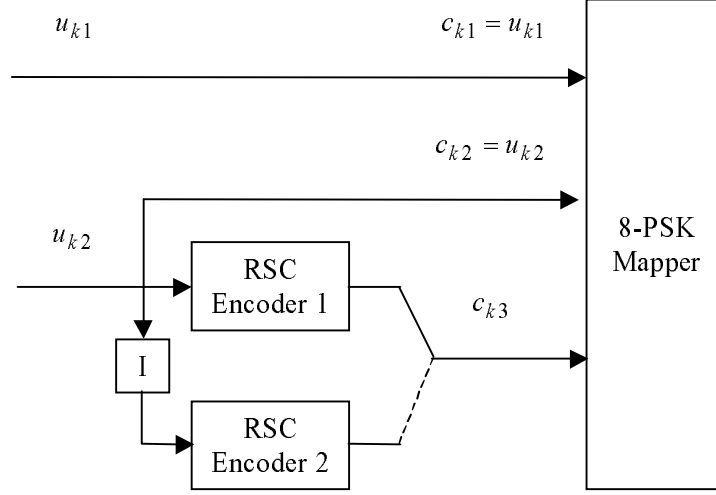 u_{k1}
c_{k1} = u_{k1}
c_{k2} = u_{k2}
u_{k2}
RSC
Encoder 1
c_{k3}
8-PSK
Mapper
I
RSC
Encoder 2